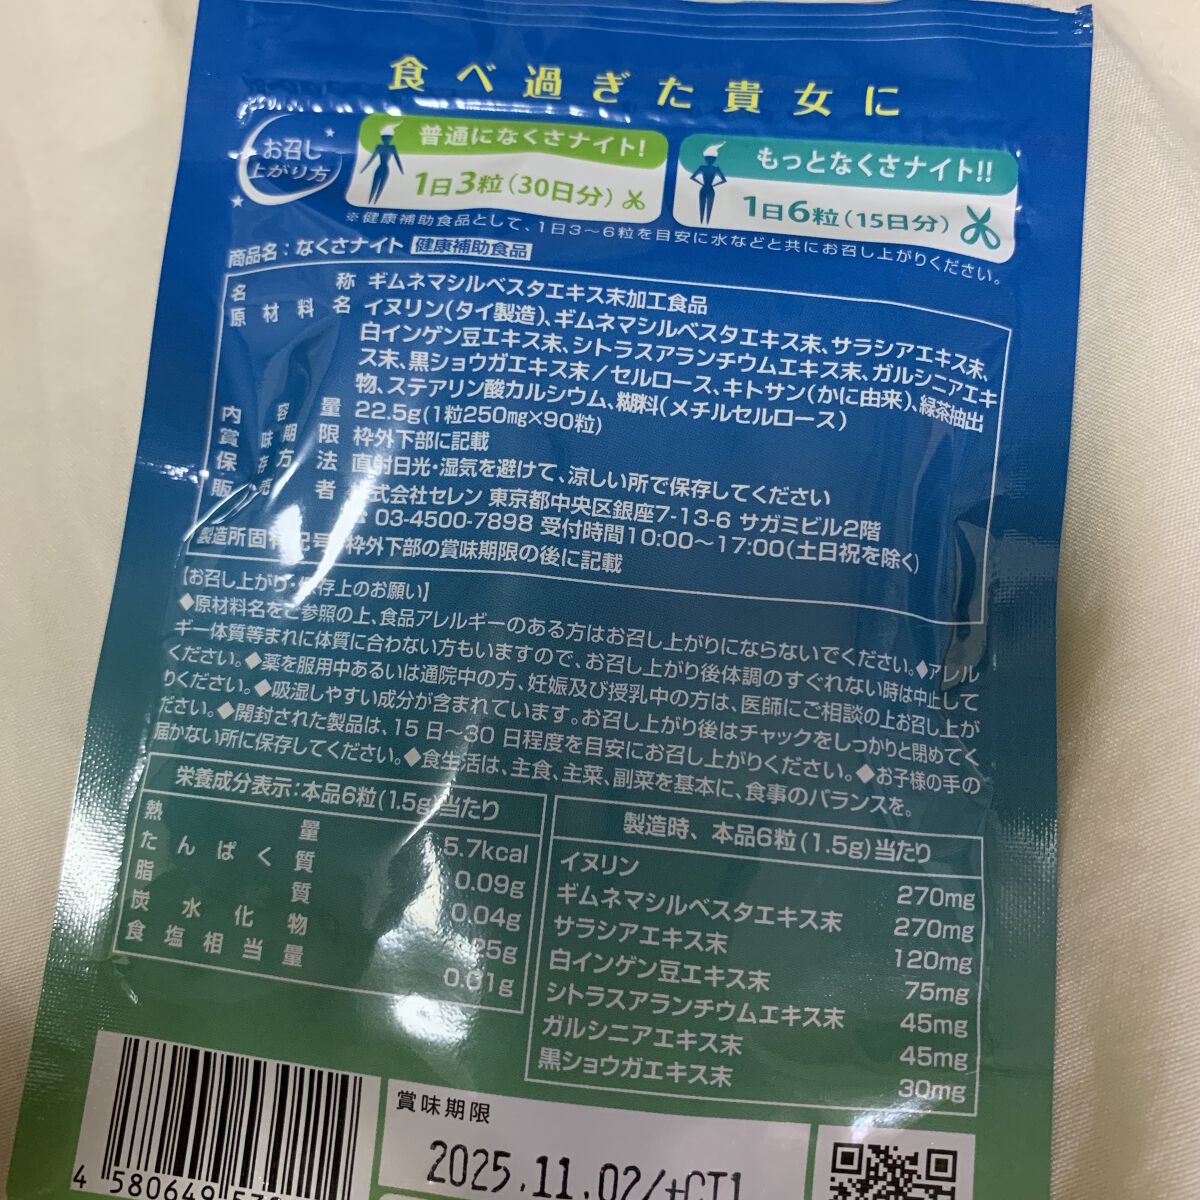 食べ過ぎた貴女に
お召し
上がり方
普通になくさナイト!
1日3粒(30日分)
もっとなくさナイト!!
1日6粒(15日分)
※健康補助食品として、1日3～6粒を目安に水などと共にお召し上がりください。
商品名:なくさナイト 健康補助食品
名称 ギムネマシルベスタエキス末加工食品
原材料名 イヌリン(タイ製造)、ギムネマシルベスタエキス末、サラシアエキス末、
白インゲン豆エキス末、シトラスアランチウムエキス末、ガルシニアエキ
ス末、黒ショウガエキス末/セルロース、キトサン(かに由来)、緑茶抽出
物、ステアリン酸カルシウム、糊料(メチルセルロース)
内容量 22.5g(1粒250mg×90粒)
賞味期限 枠外下部に記載
保存方法 直射日光・湿気を避けて、涼しい所で保存してください
販売者 株式会社セレン 東京都中央区銀座7-13-6 サガミビル2階
☎ 03-4500-7898 受付時間10:00～17:00(土日祝を除く)
製造所固有記号 枠外下部の賞味期限の後に記載
【お召し上がり・保存上のお願い】
◆原材料名をご参照の上、食品アレルギーのある方はお召し上がりにならないでください。◆アレル
ギー体質等まれに体質に合わない方もいますので、お召し上がり後体調のすぐれない時は中止して
ください。◆薬を服用中あるいは通院中の方、妊娠及び授乳中の方は、医師にご相談の上お召し上が
りください。◆吸湿しやすい成分が含まれています。お召し上がり後はチャックをしっかりと閉めてく
ださい。◆開封された製品は、15日～30日程度を目安にお召し上がりください。◆お子様の手の
届かない所に保存してください。◆食生活は、主食、主菜、副菜を基本に、食事のバランスを。
栄養成分表示:本品6粒(1.5g)当たり
熱量 5.7kcal
たんぱく質 0.09g
脂質 0.04g
炭水化物 .25g
食塩相当量 0.01g
製造時、本品6粒(1.5g)当たり
イヌリン 270mg
ギムネマシルベスタエキス末 270mg
サラシアエキス末 120mg
白インゲン豆エキス末 75mg
シトラスアランチウムエキス末 45mg
ガルシニアエキス末 45mg
黒ショウガエキス末 30mg
賞味期限
2025.11.02/+CT1
4 580649